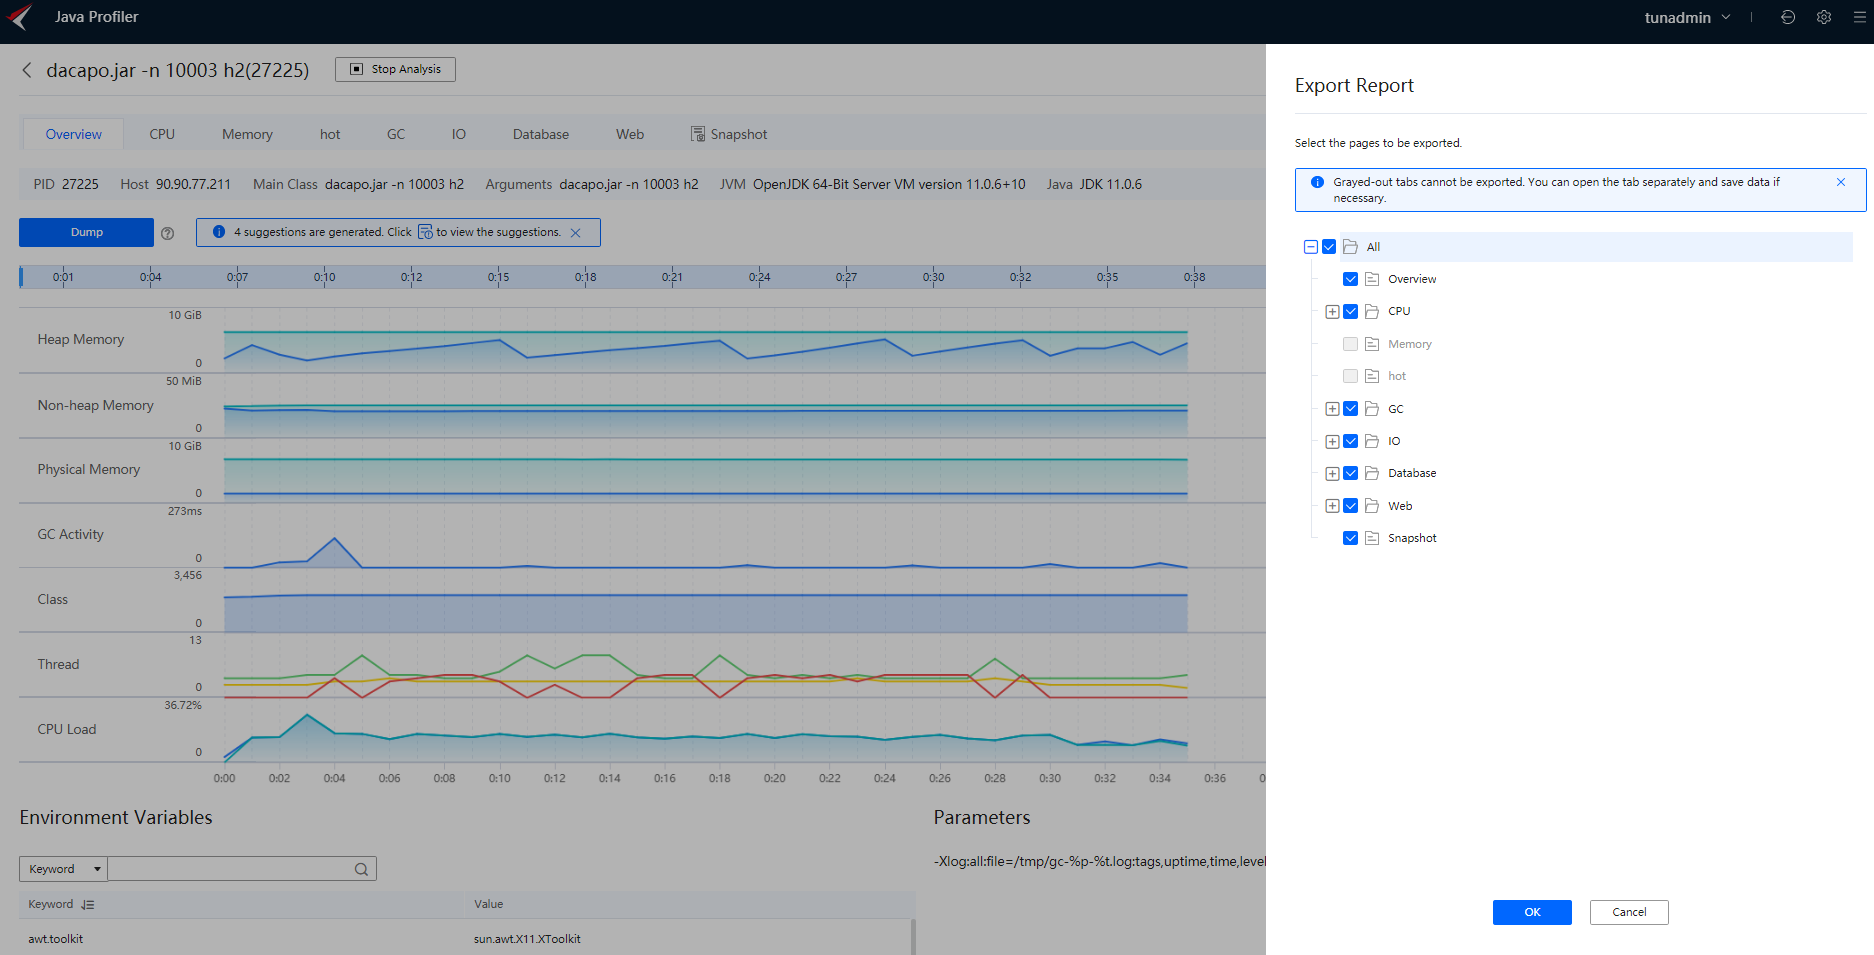 Java Profiler
tunadmin
dacapo.jar -n 10003 h2(27225)
Stop Analysis
Overview CPU Memory hot GC IO Database Web Snapshot
PID 27225 Host 90.90.77.211 Main Class dacapo.jar -n 10003 h2 Arguments dacapo.jar -n 10003 h2 JVM OpenJDK 64-Bit Server VM version 11.0.6+10 Java JDK 11.0.6
Dump
4 suggestions are generated. Click to view the suggestions.
0:01 0:04 0:07 0:10 0:12 0:15 0:18 0:21 0:24 0:27 0:30 0:32 0:35 0:38
10 GiB
Heap Memory
0
50 MiB
Non-heap Memory
0
10 GiB
Physical Memory
0
273ms
GC Activity
0
3,456
Class
0
13
Thread
0
36.72%
CPU Load
0
0:00 0:02 0:04 0:06 0:08 0:10 0:12 0:14 0:16 0:18 0:20 0:22 0:24 0:26 0:28 0:30 0:32 0:34 0:36
Environment Variables
Keyword
Keyword Value
awt.toolkit sun.awt.X11.XToolkit
Parameters
-Xlog:all:file=/tmp/gc-%p-%t.log:tags,uptime,time,level
Export Report
Select the pages to be exported.
Grayed-out tabs cannot be exported. You can open the tab separately and save data if
necessary.
All
Overview
CPU
Memory
hot
GC
IO
Database
Web
Snapshot
OK Cancel